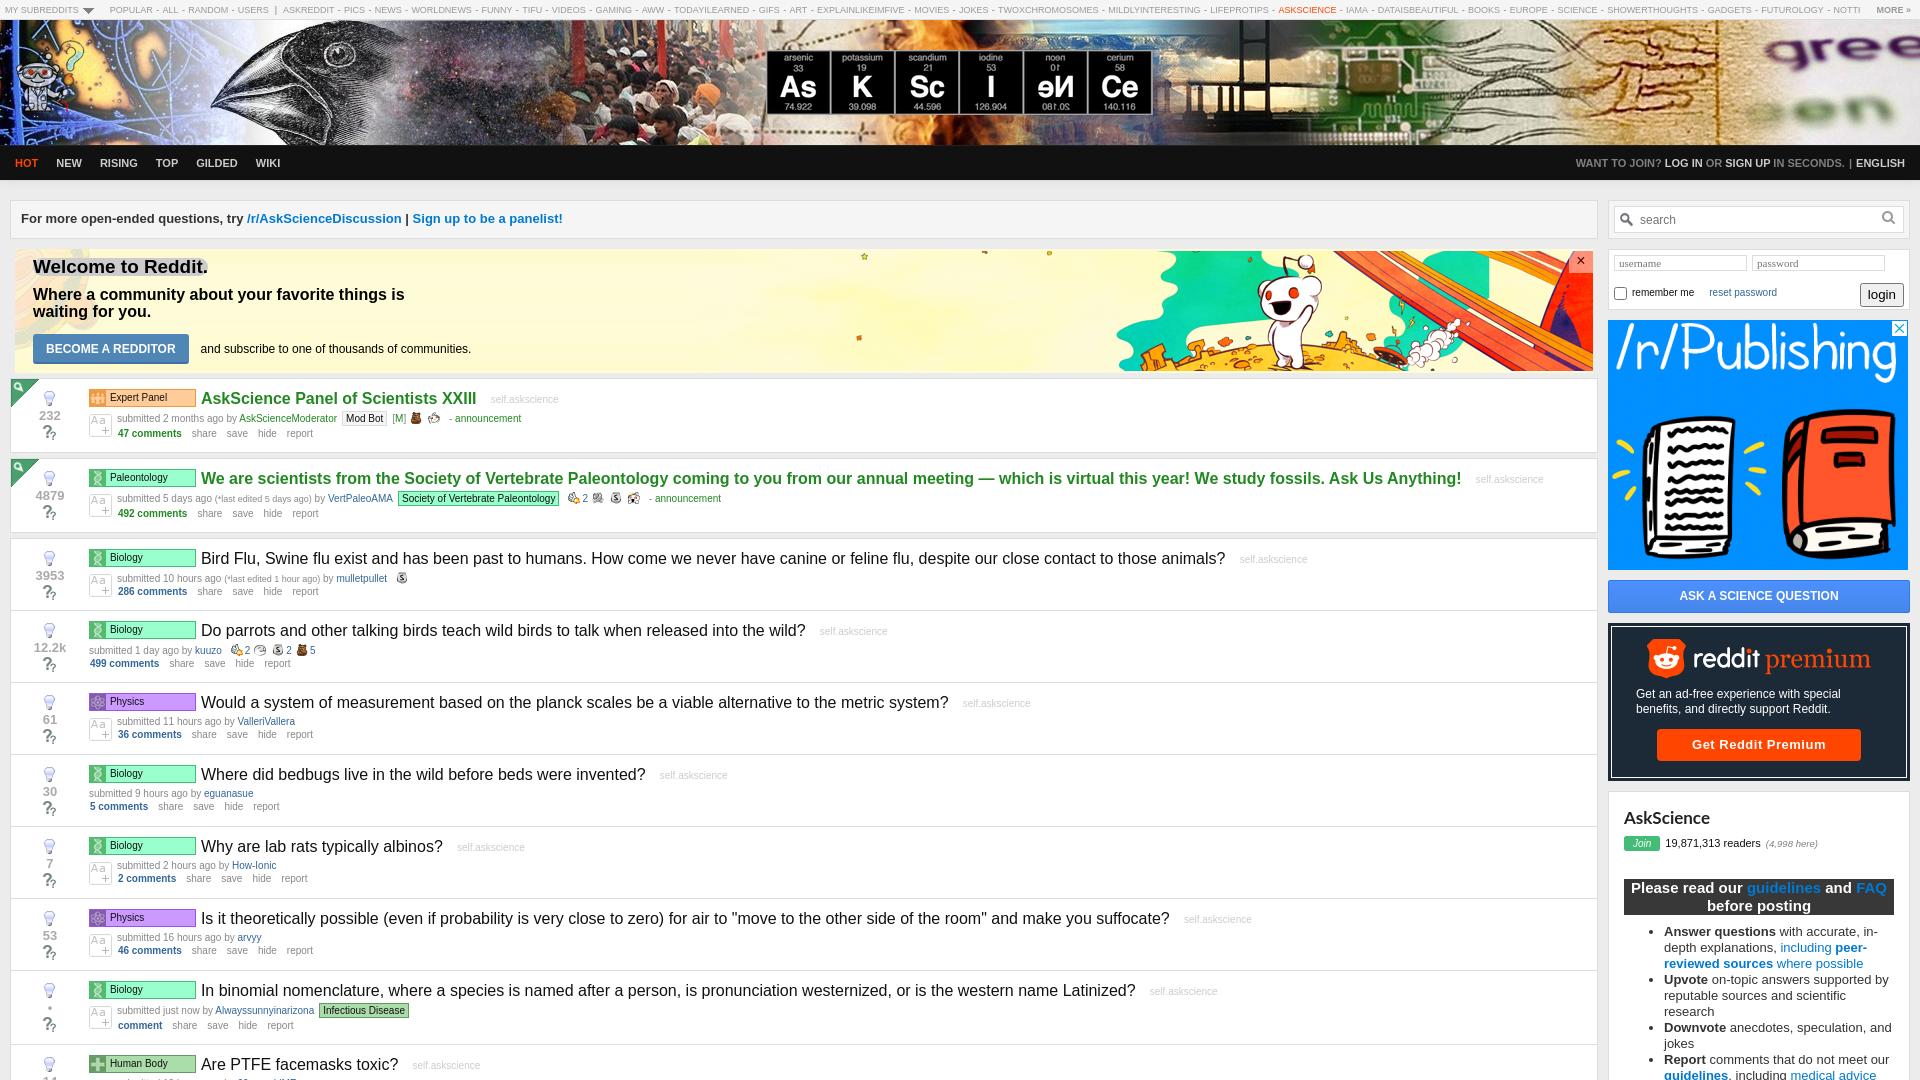 MY SUBREDDITS POPULAR - ALL - RANDOM - USERS | ASKREDDIT - PICS - NEWS - WORLDNEWS - FUNNY - TIFU - VIDEOS - GAMING - AWW - TODAYILEARNED - GIFS - ART - EXPLAINLIKEIMFIVE - MOVIES - JOKES - TWOXCHROMOSOMES - MILDLYINTERESTING - LIFEPROTIPS - ASKSCIENCE - IAMA - DATAISBEAUTIFUL - BOOKS - EUROPE - SCIENCE - SHOWERTHOUGHTS - GADGETS - FUTUROLOGY - NOTTI MORE »
arsenic potassium scandium iodine neon cerium
33 19 21 53 10 58
As K Sc I Ne Ce
74.922 39.098 44.596 126.904 20.180 140.116
gree
en
HOT NEW RISING TOP GILDED WIKI
WANT TO JOIN? LOG IN OR SIGN UP IN SECONDS. | ENGLISH
For more open-ended questions, try /r/AskScienceDiscussion | Sign up to be a panelist!
Welcome to Reddit.
Where a community about your favorite things is
waiting for you.
BECOME A REDDITOR and subscribe to one of thousands of communities.
×
232
Expert Panel AskScience Panel of Scientists XXIII self.askscience
Aa+ submitted 2 months ago by AskScienceModerator Mod Bot [M] - announcement
47 comments share save hide report
4879
Paleontology We are scientists from the Society of Vertebrate Paleontology coming to you from our annual meeting — which is virtual this year! We study fossils. Ask Us Anything! self.askscience
Aa+ submitted 5 days ago (*last edited 5 days ago) by VertPaleoAMA Society of Vertebrate Paleontology 2 - announcement
492 comments share save hide report
3953
Biology Bird Flu, Swine flu exist and has been past to humans. How come we never have canine or feline flu, despite our close contact to those animals? self.askscience
Aa+ submitted 10 hours ago (*last edited 1 hour ago) by mulletpullet
286 comments share save hide report
12.2k
Biology Do parrots and other talking birds teach wild birds to talk when released into the wild? self.askscience
submitted 1 day ago by kuuzo 2 2 5
499 comments share save hide report
61
Physics Would a system of measurement based on the planck scales be a viable alternative to the metric system? self.askscience
Aa+ submitted 11 hours ago by ValleriVallera
36 comments share save hide report
30
Biology Where did bedbugs live in the wild before beds were invented? self.askscience
submitted 9 hours ago by eguanasue
5 comments share save hide report
7
Biology Why are lab rats typically albinos? self.askscience
Aa+ submitted 2 hours ago by How-Ionic
2 comments share save hide report
53
Physics Is it theoretically possible (even if probability is very close to zero) for air to "move to the other side of the room" and make you suffocate? self.askscience
Aa+ submitted 16 hours ago by arvyy
46 comments share save hide report
•
Biology In binomial nomenclature, where a species is named after a person, is pronunciation westernized, or is the western name Latinized? self.askscience
Aa+ submitted just now by Alwayssunnyinarizona Infectious Disease
comment share save hide report
Human Body Are PTFE facemasks toxic? self.askscience
search
username password
remember me reset password login
/r/Publishing
ASK A SCIENCE QUESTION
reddit premium
Get an ad-free experience with special
benefits, and directly support Reddit.
Get Reddit Premium
AskScience
Join 19,871,313 readers (4,998 here)
Please read our guidelines and FAQ
before posting
• Answer questions with accurate, in-
depth explanations, including peer-
reviewed sources where possible
• Upvote on-topic answers supported by
reputable sources and scientific
research
• Downvote anecdotes, speculation, and
jokes
• Report comments that do not meet our
guidelines, including medical advice